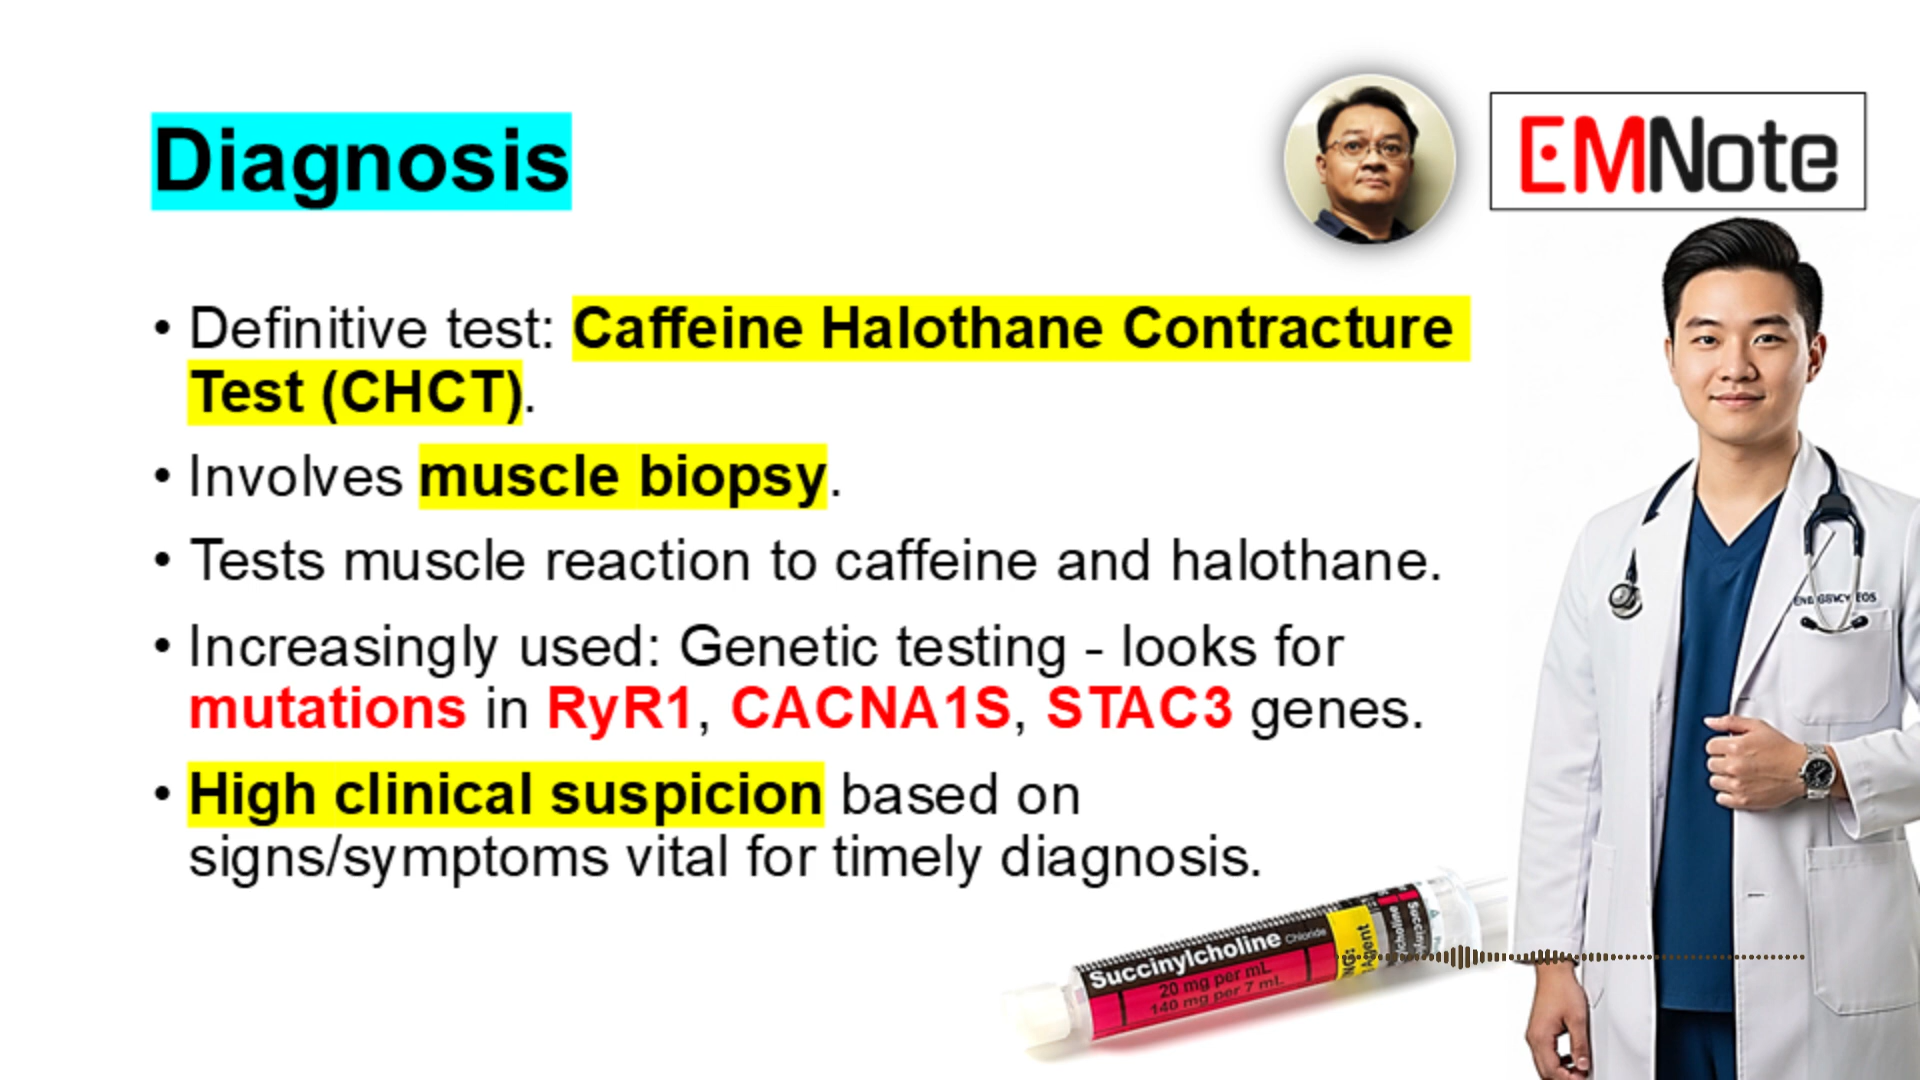 Diagnosis
EMNote
• Definitive test: Caffeine Halothane Contracture
Test (CHCT).
• Involves muscle biopsy.
• Tests muscle reaction to caffeine and halothane.
• Increasingly used: Genetic testing - looks for
mutations in RyR1, CACNA1S, STAC3 genes.
• High clinical suspicion based on
signs/symptoms vital for timely diagnosis.
Succinylcholine Chloride
20 mg per mL
140 mg per 7 mL